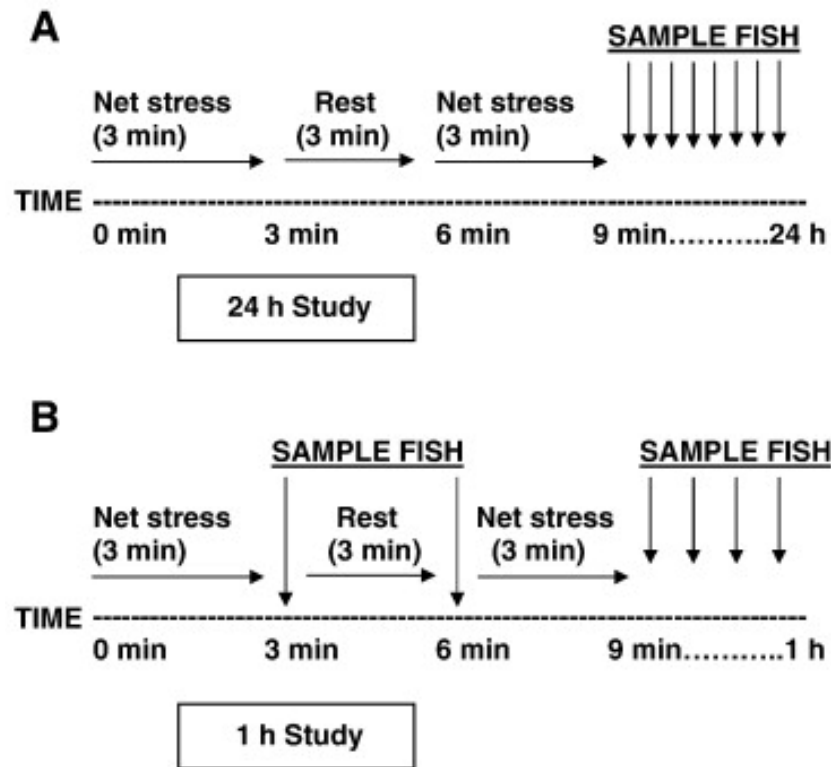 A
SAMPLE FISH
Net stress Rest Net stress
(3 min) (3 min) (3 min)
TIME
0 min 3 min 6 min 9 min………...24 h
24 h Study
B
SAMPLE FISH SAMPLE FISH
Net stress Rest Net stress
(3 min) (3 min) (3 min)
TIME
0 min 3 min 6 min 9 min………..1 h
1 h Study